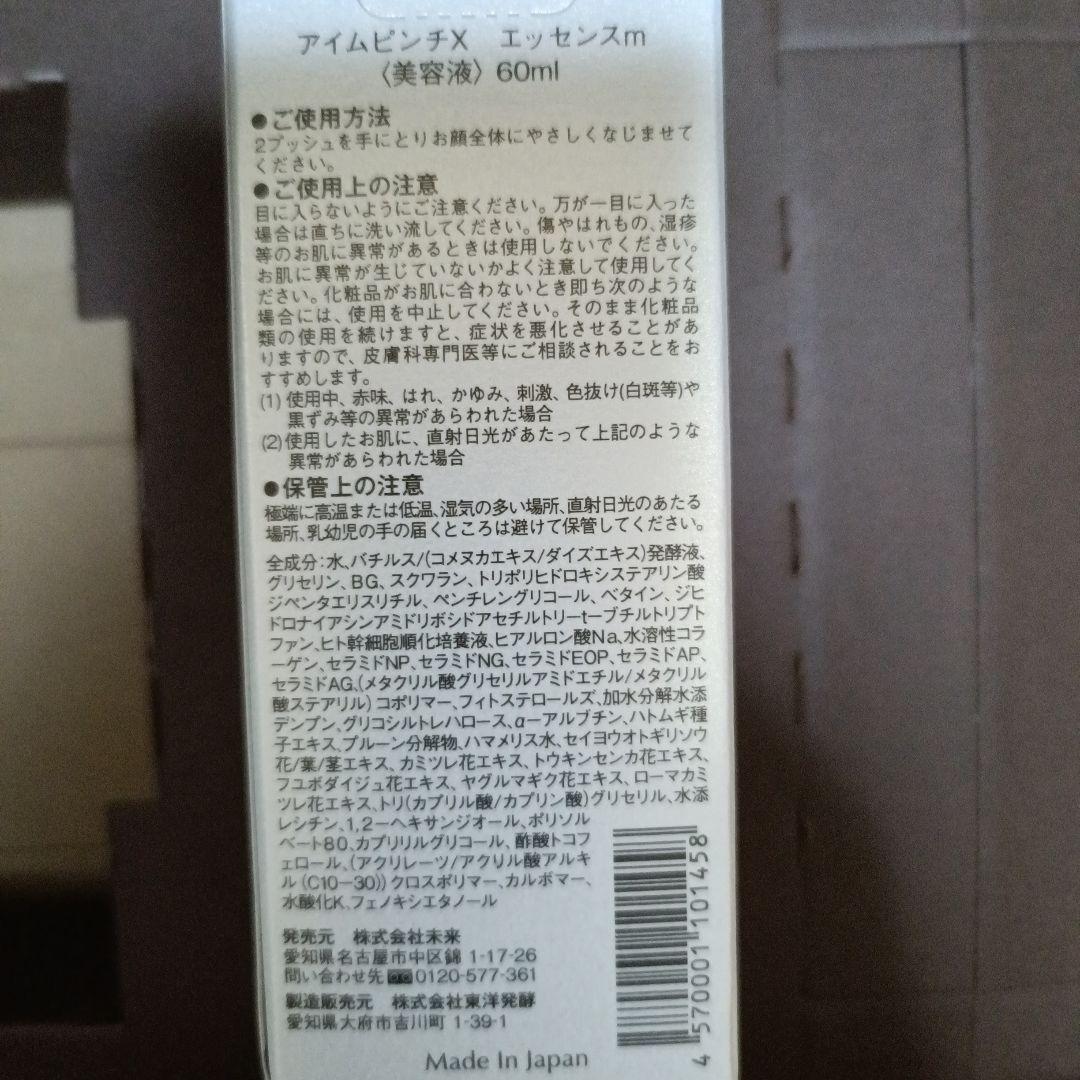 アイムピンチX　エッセンスm
〈美容液〉60ml
●ご使用方法
2プッシュを手にとりお顔全体にやさしくなじませて
ください。
●ご使用上の注意
目に入らないようにご注意ください。万が一目に入った
場合は直ちに洗い流してください。傷やはれもの、湿疹
等のお肌に異常があるときは使用しないでください。
お肌に異常が生じていないかよく注意して使用してく
ださい。化粧品がお肌に合わないとき即ち次のような
場合には、使用を中止してください。そのまま化粧品
類の使用を続けますと、症状を悪化させることがあ
りますので、皮膚科専門医等にご相談されることをお
すすめします。
(1) 使用中、赤味、はれ、かゆみ、刺激、色抜け(白斑等)や
黒ずみ等の異常があらわれた場合
(2)使用したお肌に、直射日光があたって上記のような
異常があらわれた場合
●保管上の注意
極端に高温または低温、湿気の多い場所、直射日光のあたる
場所、乳幼児の手の届くところは避けて保管してください。
全成分：水、バチルス/(コメヌカエキス/ダイズエキス)発酵液、
グリセリン、BG、スクワラン、トリポリヒドロキシステアリン酸
ジペンタエリスリチル、ペンチレングリコール、ベタイン、ジヒ
ドロナイアシンアミドリボシドアセチルトリーtーブチルトリプト
ファン、ヒト幹細胞順化培養液、ヒアルロン酸Na、水溶性コラ
ーゲン、セラミドNP、セラミドNG、セラミドEOP、セラミドAP、
セラミドAG、(メタクリル酸グリセリルアミドエチル/メタクリル
酸ステアリル) コポリマー、フィトステロールズ、加水分解水添
デンプン、グリコシルトレハロース、α－アルブチン、ハトムギ種
子エキス、プルーン分解物、ハマメリス水、セイヨウオトギリソウ
花/葉/茎エキス、カミツレ花エキス、トウキンセンカ花エキス、
フユボダイジュ花エキス、ヤグルマギク花エキス、ローマカミ
ツレ花エキス、トリ(カプリル酸/カプリン酸)グリセリル、水添
レシチン、1,2－ヘキサンジオール、ポリソル
ベート80、カプリリルグリコール、酢酸トコフ
ェロール、(アクリレーツ/アクリル酸アルキ
ル (C10－30)) クロスポリマー、カルボマー、
水酸化K、フェノキシエタノール
発売元　株式会社未来
愛知県名古屋市中区錦 1-17-26
問い合わせ先 0120-577-361
製造販売元　株式会社東洋発酵
愛知県大府市吉川町 1-39-1
Made In Japan
4 570001 101458